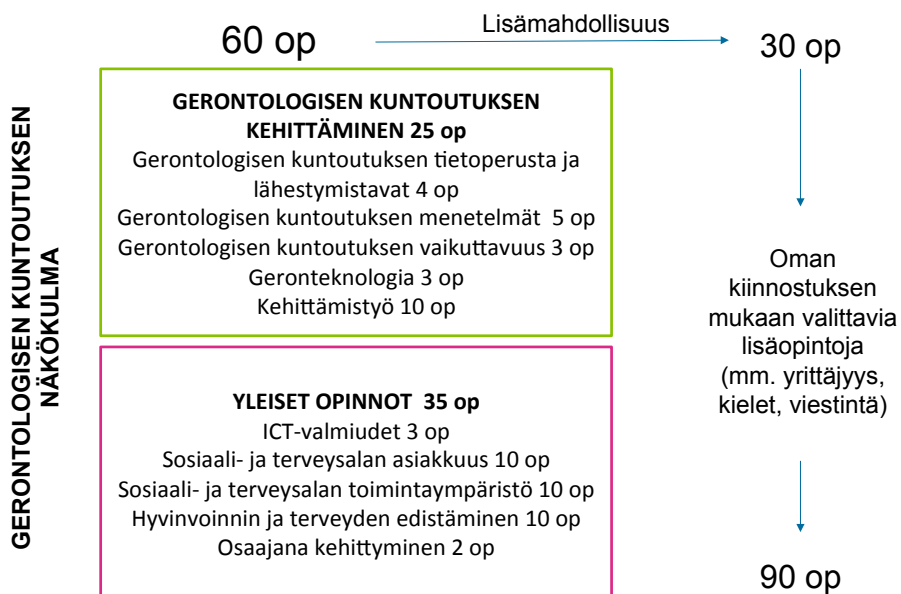 GERONTOLOGISEN KUNTOUTUKSEN
NÄKÖKULMA
60 op
Lisämahdollisuus
30 op
GERONTOLOGISEN KUNTOUTUKSEN
KEHITTÄMINEN 25 op
Gerontologisen kuntoutuksen tietoperusta ja
lähestymistavat 4 op
Gerontologisen kuntoutuksen menetelmät 5 op
Gerontologisen kuntoutuksen vaikuttavuus 3 op
Geronteknologia 3 op
Kehittämistyö 10 op
YLEISET OPINNOT 35 op
ICT-valmiudet 3 op
Sosiaali- ja terveysalan asiakkuus 10 op
Sosiaali- ja terveysalan toimintaympäristö 10 op
Hyvinvoinnin ja terveyden edistäminen 10 op
Osaajana kehittyminen 2 op
Oman
kiinnostuksen
mukaan valittavia
lisäopintoja
(mm. yrittäjyys,
kielet, viestintä)
90 op